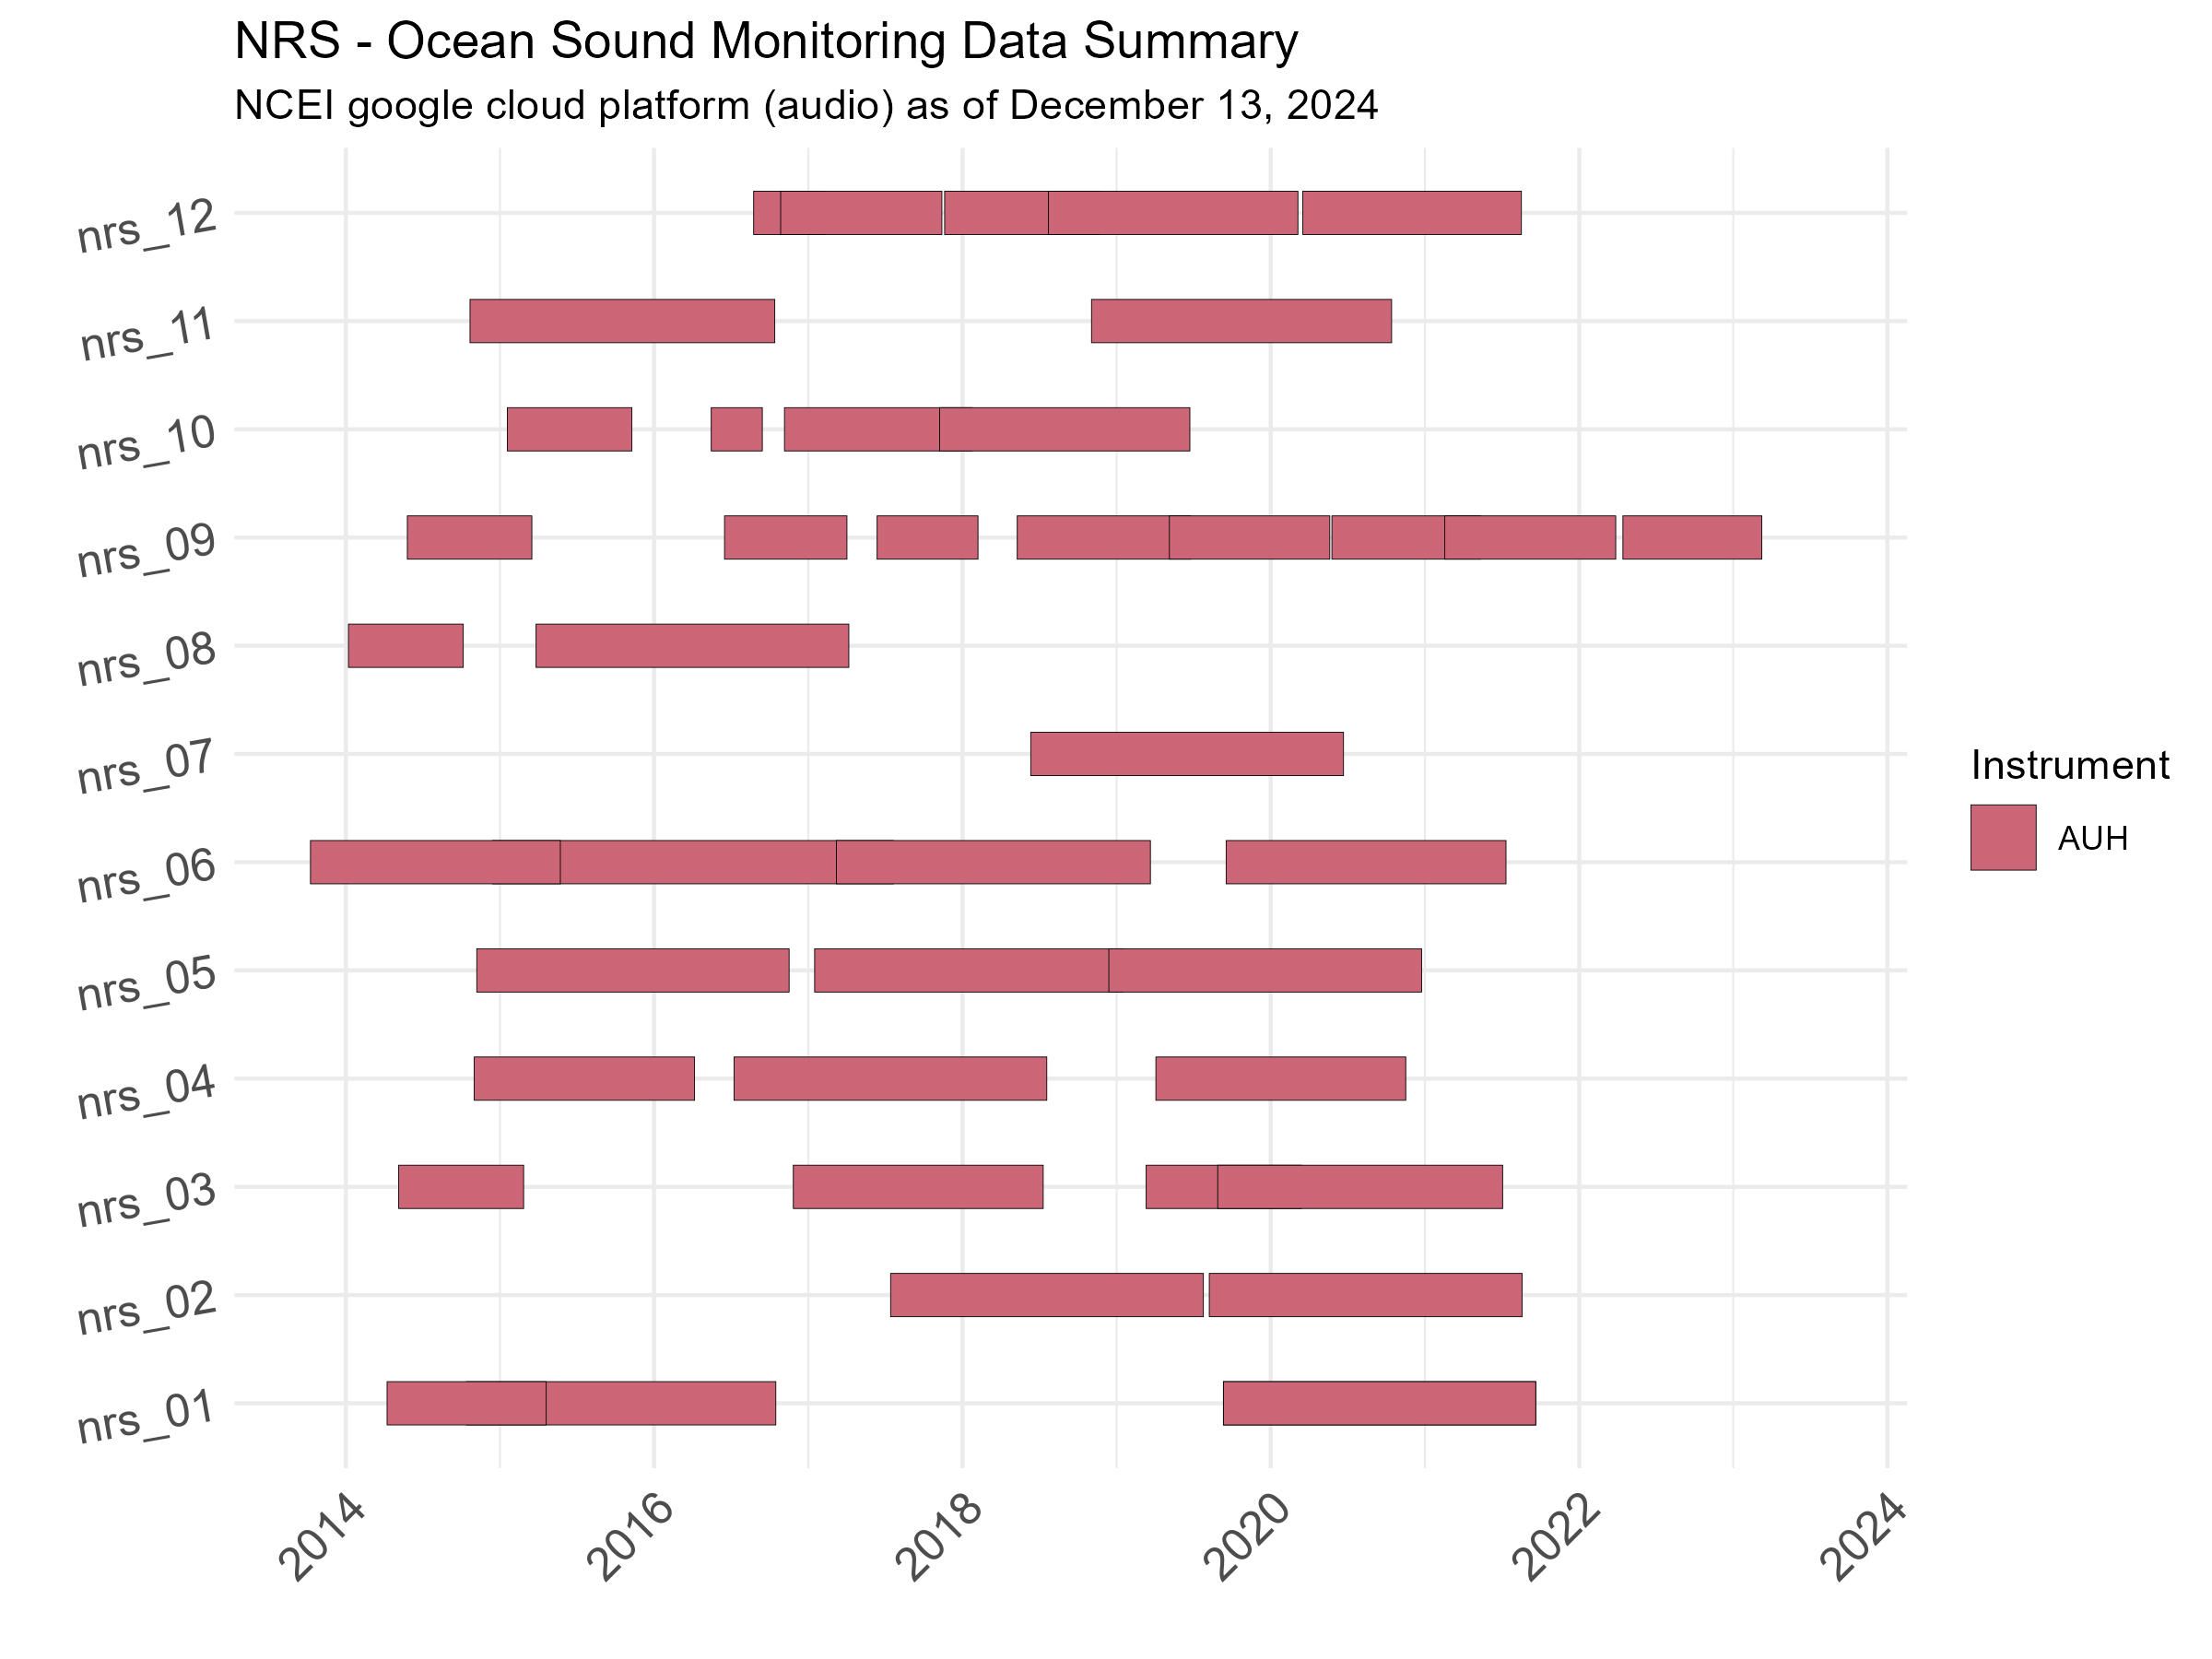 NRS - Ocean Sound Monitoring Data Summary
NCEI google cloud platform (audio) as of December 13, 2024
nrs_12
nrs_11
nrs_10
nrs_09
nrs_08
nrs_07
nrs_06
nrs_05
nrs_04
nrs_03
nrs_02
nrs_01
2014
2016
2018
2020
2022
2024
Instrument
AUH